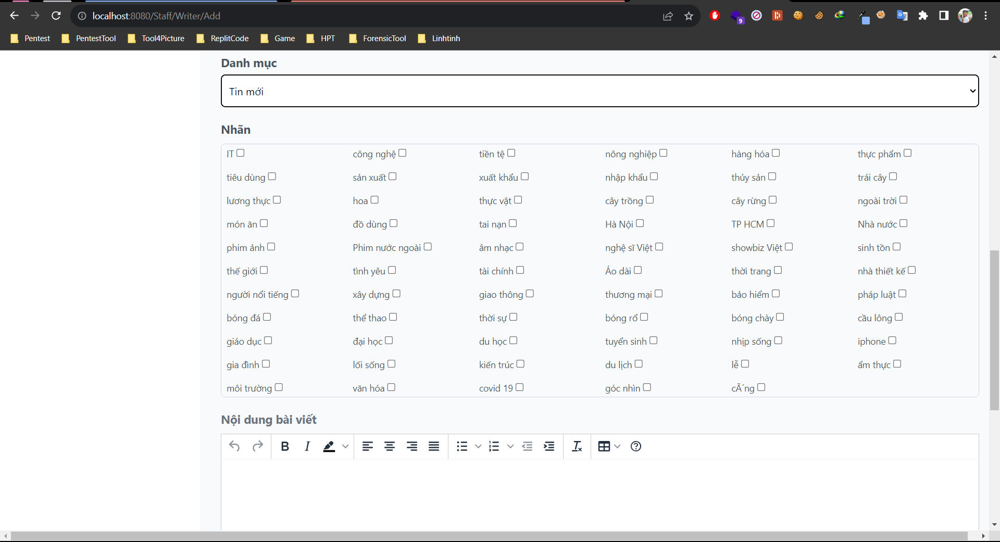 localhost:8080/Staff/Writer/Add
9
Pentest PentestTool Tool4Picture ReplitCode Game HPT ForensicTool Linhtinh
Danh mục
Tin mới
Nhãn
IT công nghệ tiền tệ nông nghiệp hàng hóa thực phẩm
tiêu dùng sản xuất xuất khẩu nhập khẩu thủy sản trái cây
lương thực hoa thực vật cây trồng cây rừng ngoài trời
món ăn đồ dùng tai nạn Hà Nội TP HCM Nhà nước
phim ảnh Phim nước ngoài âm nhạc nghệ sĩ Việt showbiz Việt sinh tồn
thế giới tình yêu tài chính Áo dài thời trang nhà thiết kế
người nổi tiếng xây dựng giao thông thương mại bảo hiểm pháp luật
bóng đá thể thao thời sự bóng rổ bóng chày cầu lông
giáo dục đại học du học tuyển sinh nhịp sống iphone
gia đình lối sống kiến trúc du lịch lễ ẩm thực
môi trường văn hóa covid 19 góc nhìn cÃ´ng
Nội dung bài viết